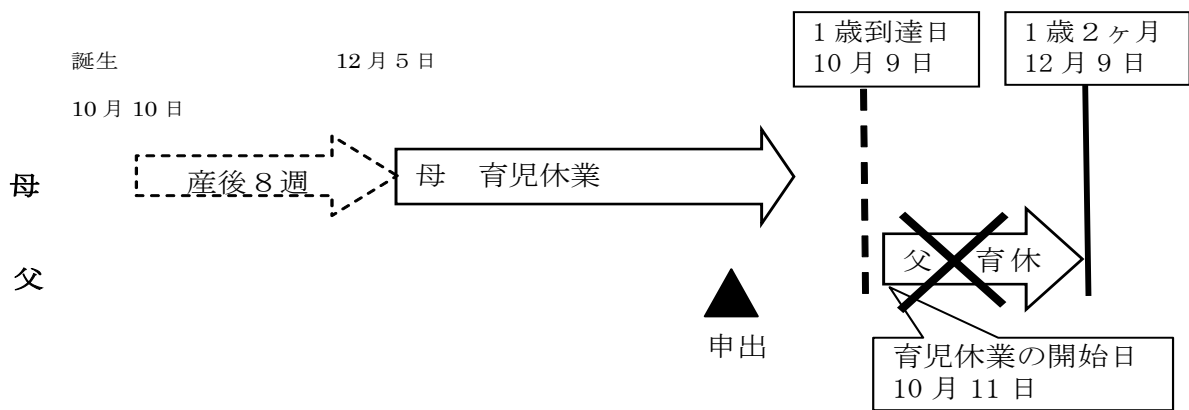 誕生
10 月 10 日
12 月 5 日
1 歳到達日
10 月 9 日
1 歳 2 ヶ月
12 月 9 日
母
産後 8 週
母 育児休業
父
父 育休
申出
育児休業の開始日
10 月 11 日